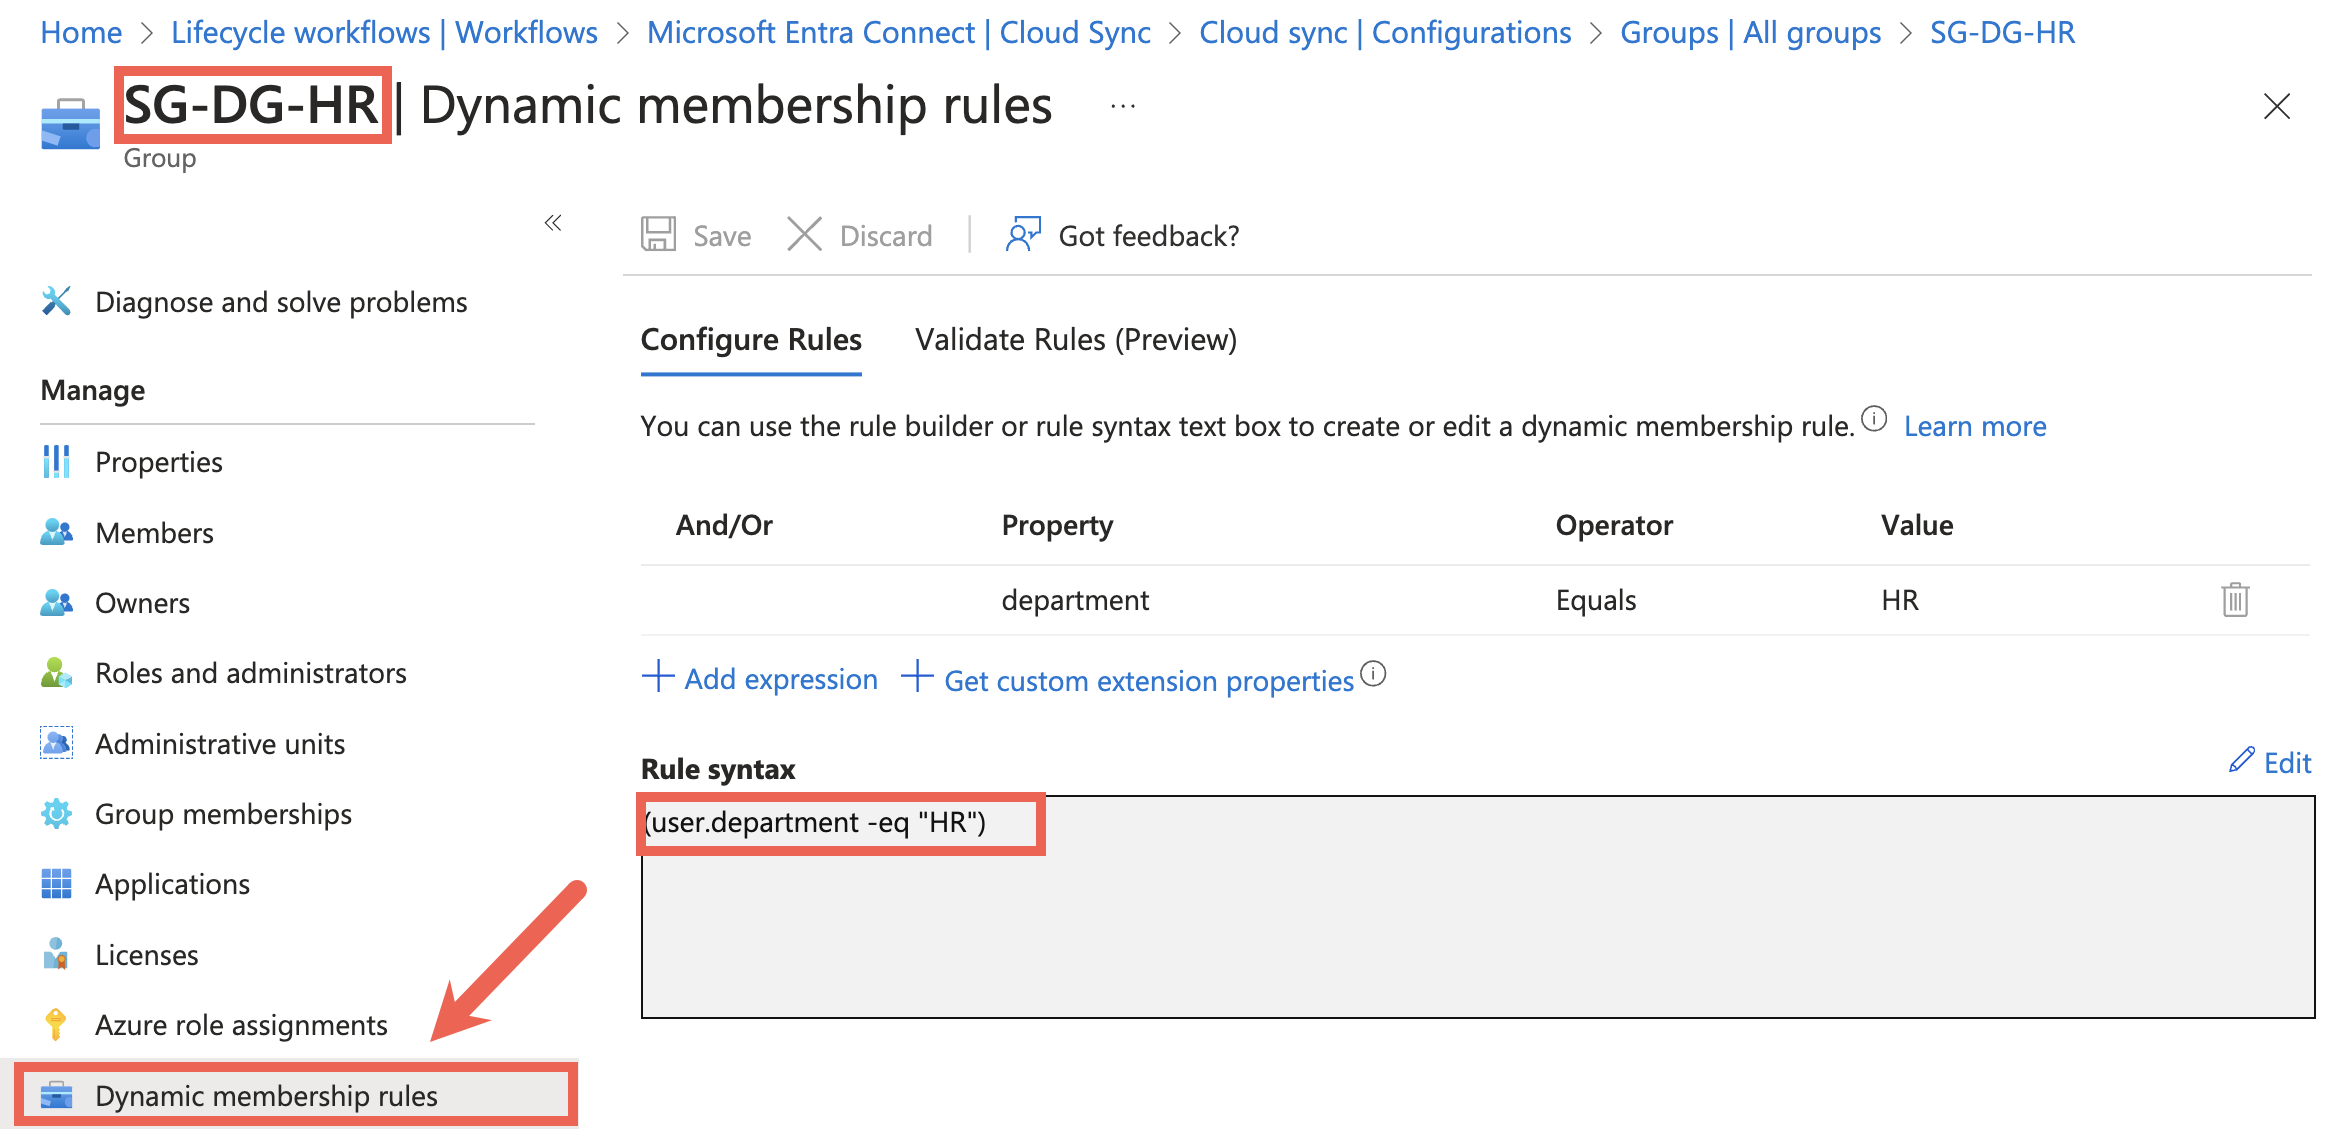 Home > Lifecycle workflows | Workflows > Microsoft Entra Connect | Cloud Sync > Cloud sync | Configurations > Groups | All groups > SG-DG-HR
SG-DG-HR | Dynamic membership rules ...
Group
Save Discard | Got feedback?
Diagnose and solve problems
Manage
Properties
Members
Owners
Roles and administrators
Administrative units
Group memberships
Applications
Licenses
Azure role assignments
Dynamic membership rules
Configure Rules Validate Rules (Preview)
You can use the rule builder or rule syntax text box to create or edit a dynamic membership rule. Learn more
And/Or Property Operator Value
department Equals HR
Add expression Get custom extension properties
Rule syntax Edit
(user.department -eq "HR")